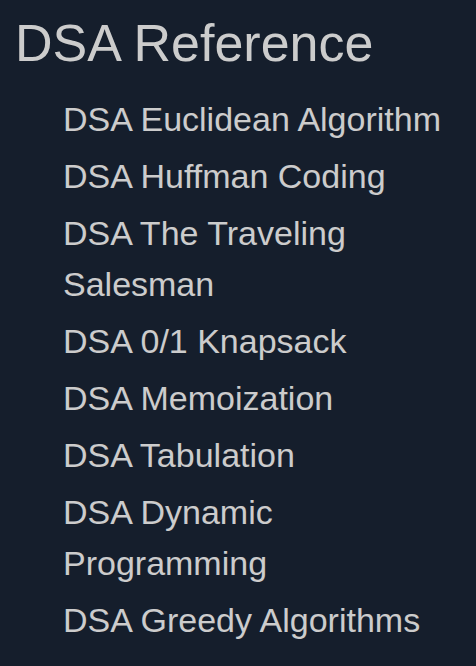 DSA Reference
DSA Euclidean Algorithm
DSA Huffman Coding
DSA The Traveling
Salesman
DSA 0/1 Knapsack
DSA Memoization
DSA Tabulation
DSA Dynamic
Programming
DSA Greedy Algorithms